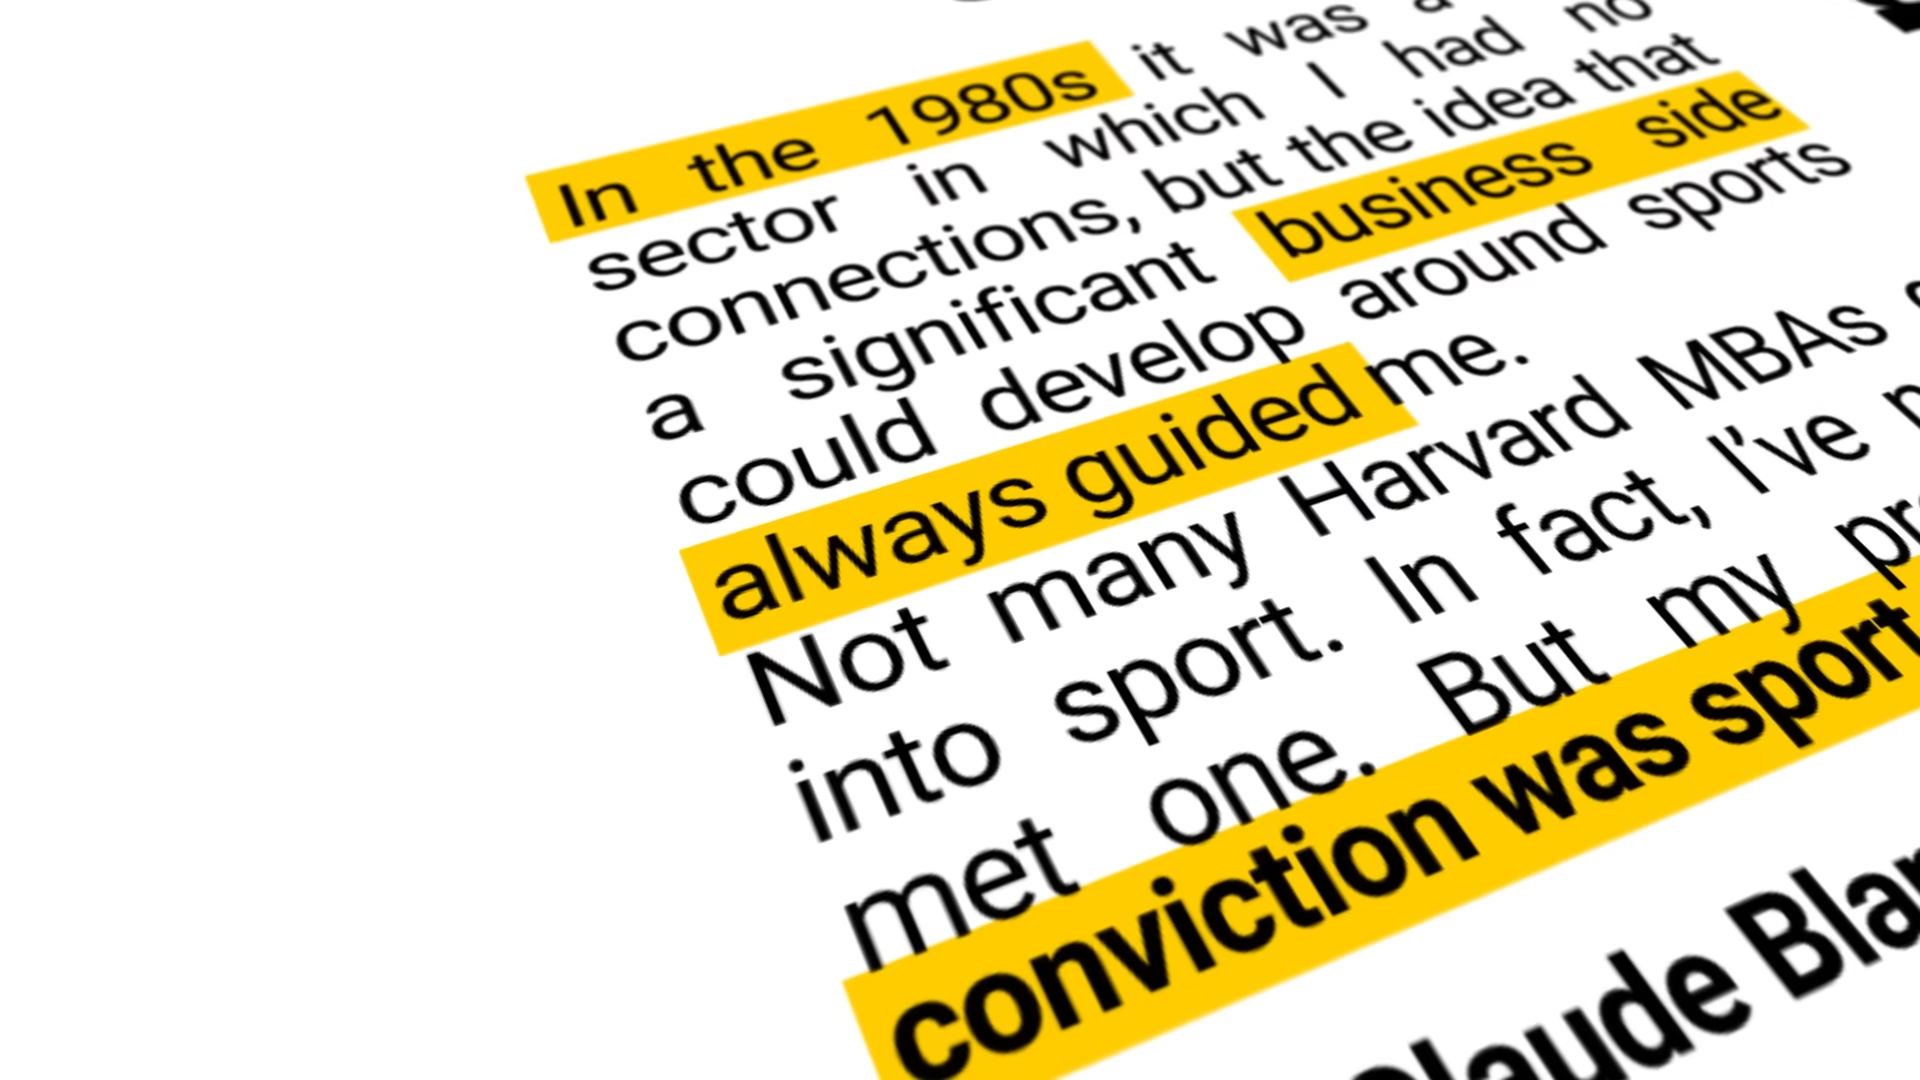 In the 1980s it was a
sector in which I had no
connections, but the idea that
a significant business side
could develop around sports
always guided me.
Not many Harvard MBAs
into sport. In fact, I've
met one. But my
conviction was sport
Claude